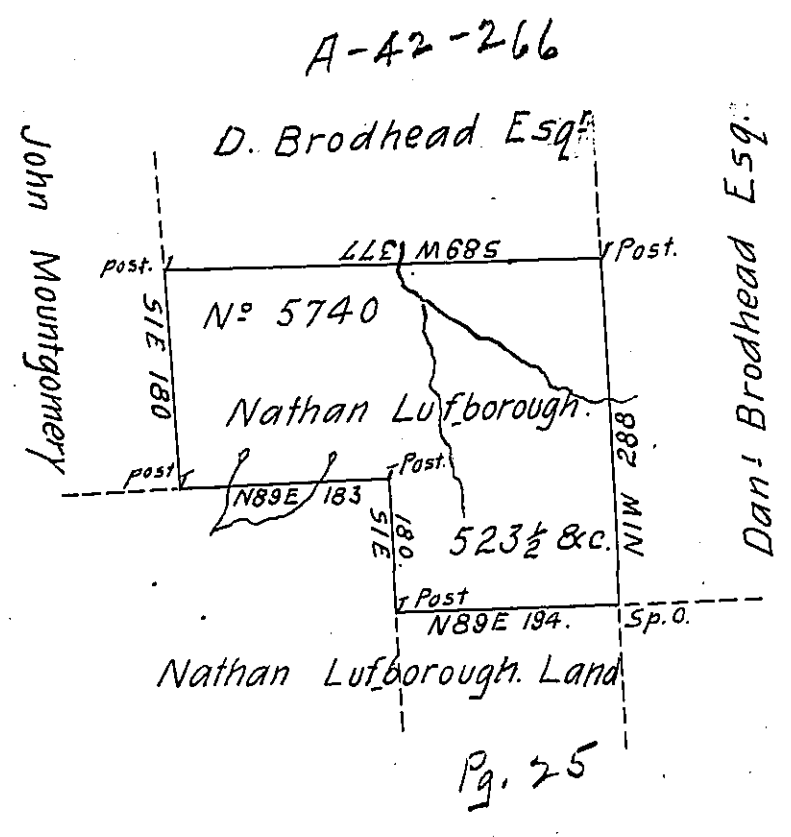 A-42-266
D. Brodhead Esqr
John Mountgomery
Danl Brodhead Esq.
post.
S89W 377
Post.
No 5740
S1E 180
Nathan Lufborough.
N1W 288
post
N89E 183
Post.
S1E 180.
523½ &c.
Post
N89E 194.
Sp.O.
Nathan Lufborough. Land
Pg. 25